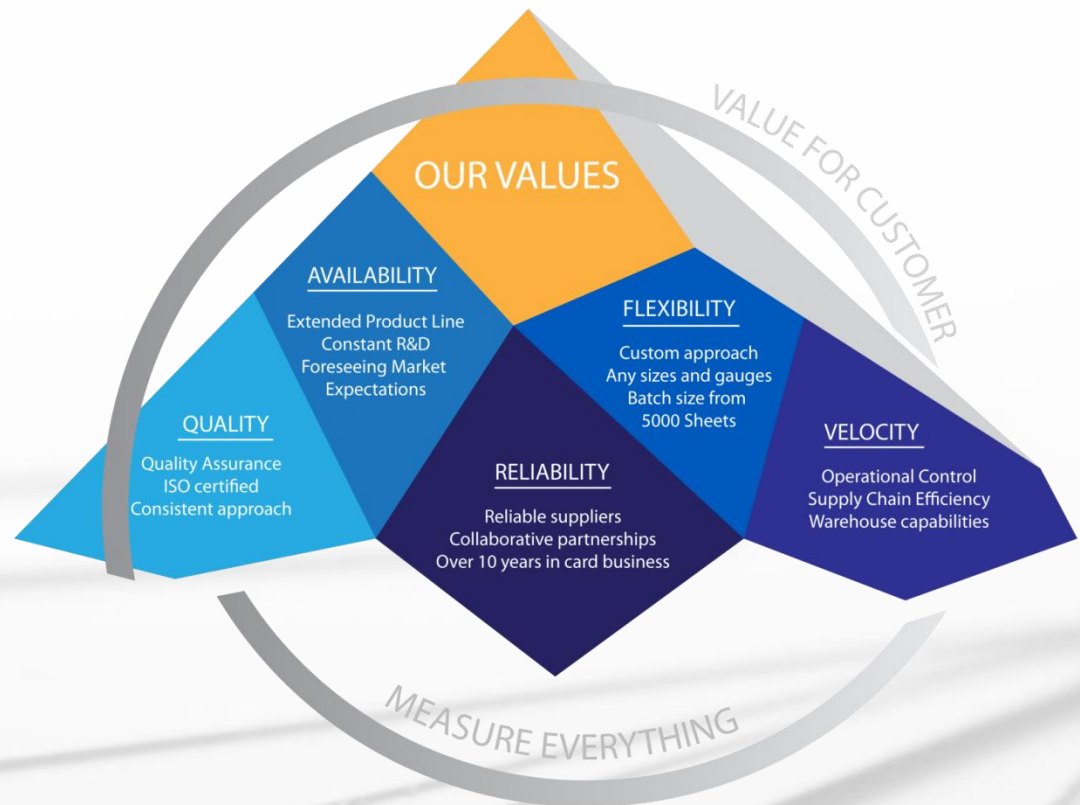 OUR VALUES
VALUE FOR CUSTOMER
AVAILABILITY
Extended Product Line
Constant R&D
Foreseeing Market
Expectations
FLEXIBILITY
Custom approach
Any sizes and gauges
Batch size from
5000 Sheets
QUALITY
Quality Assurance
ISO certified
Consistent approach
RELIABILITY
Reliable suppliers
Collaborative partnerships
Over 10 years in card business
VELOCITY
Operational Control
Supply Chain Efficiency
Warehouse capabilities
MEASURE EVERYTHING